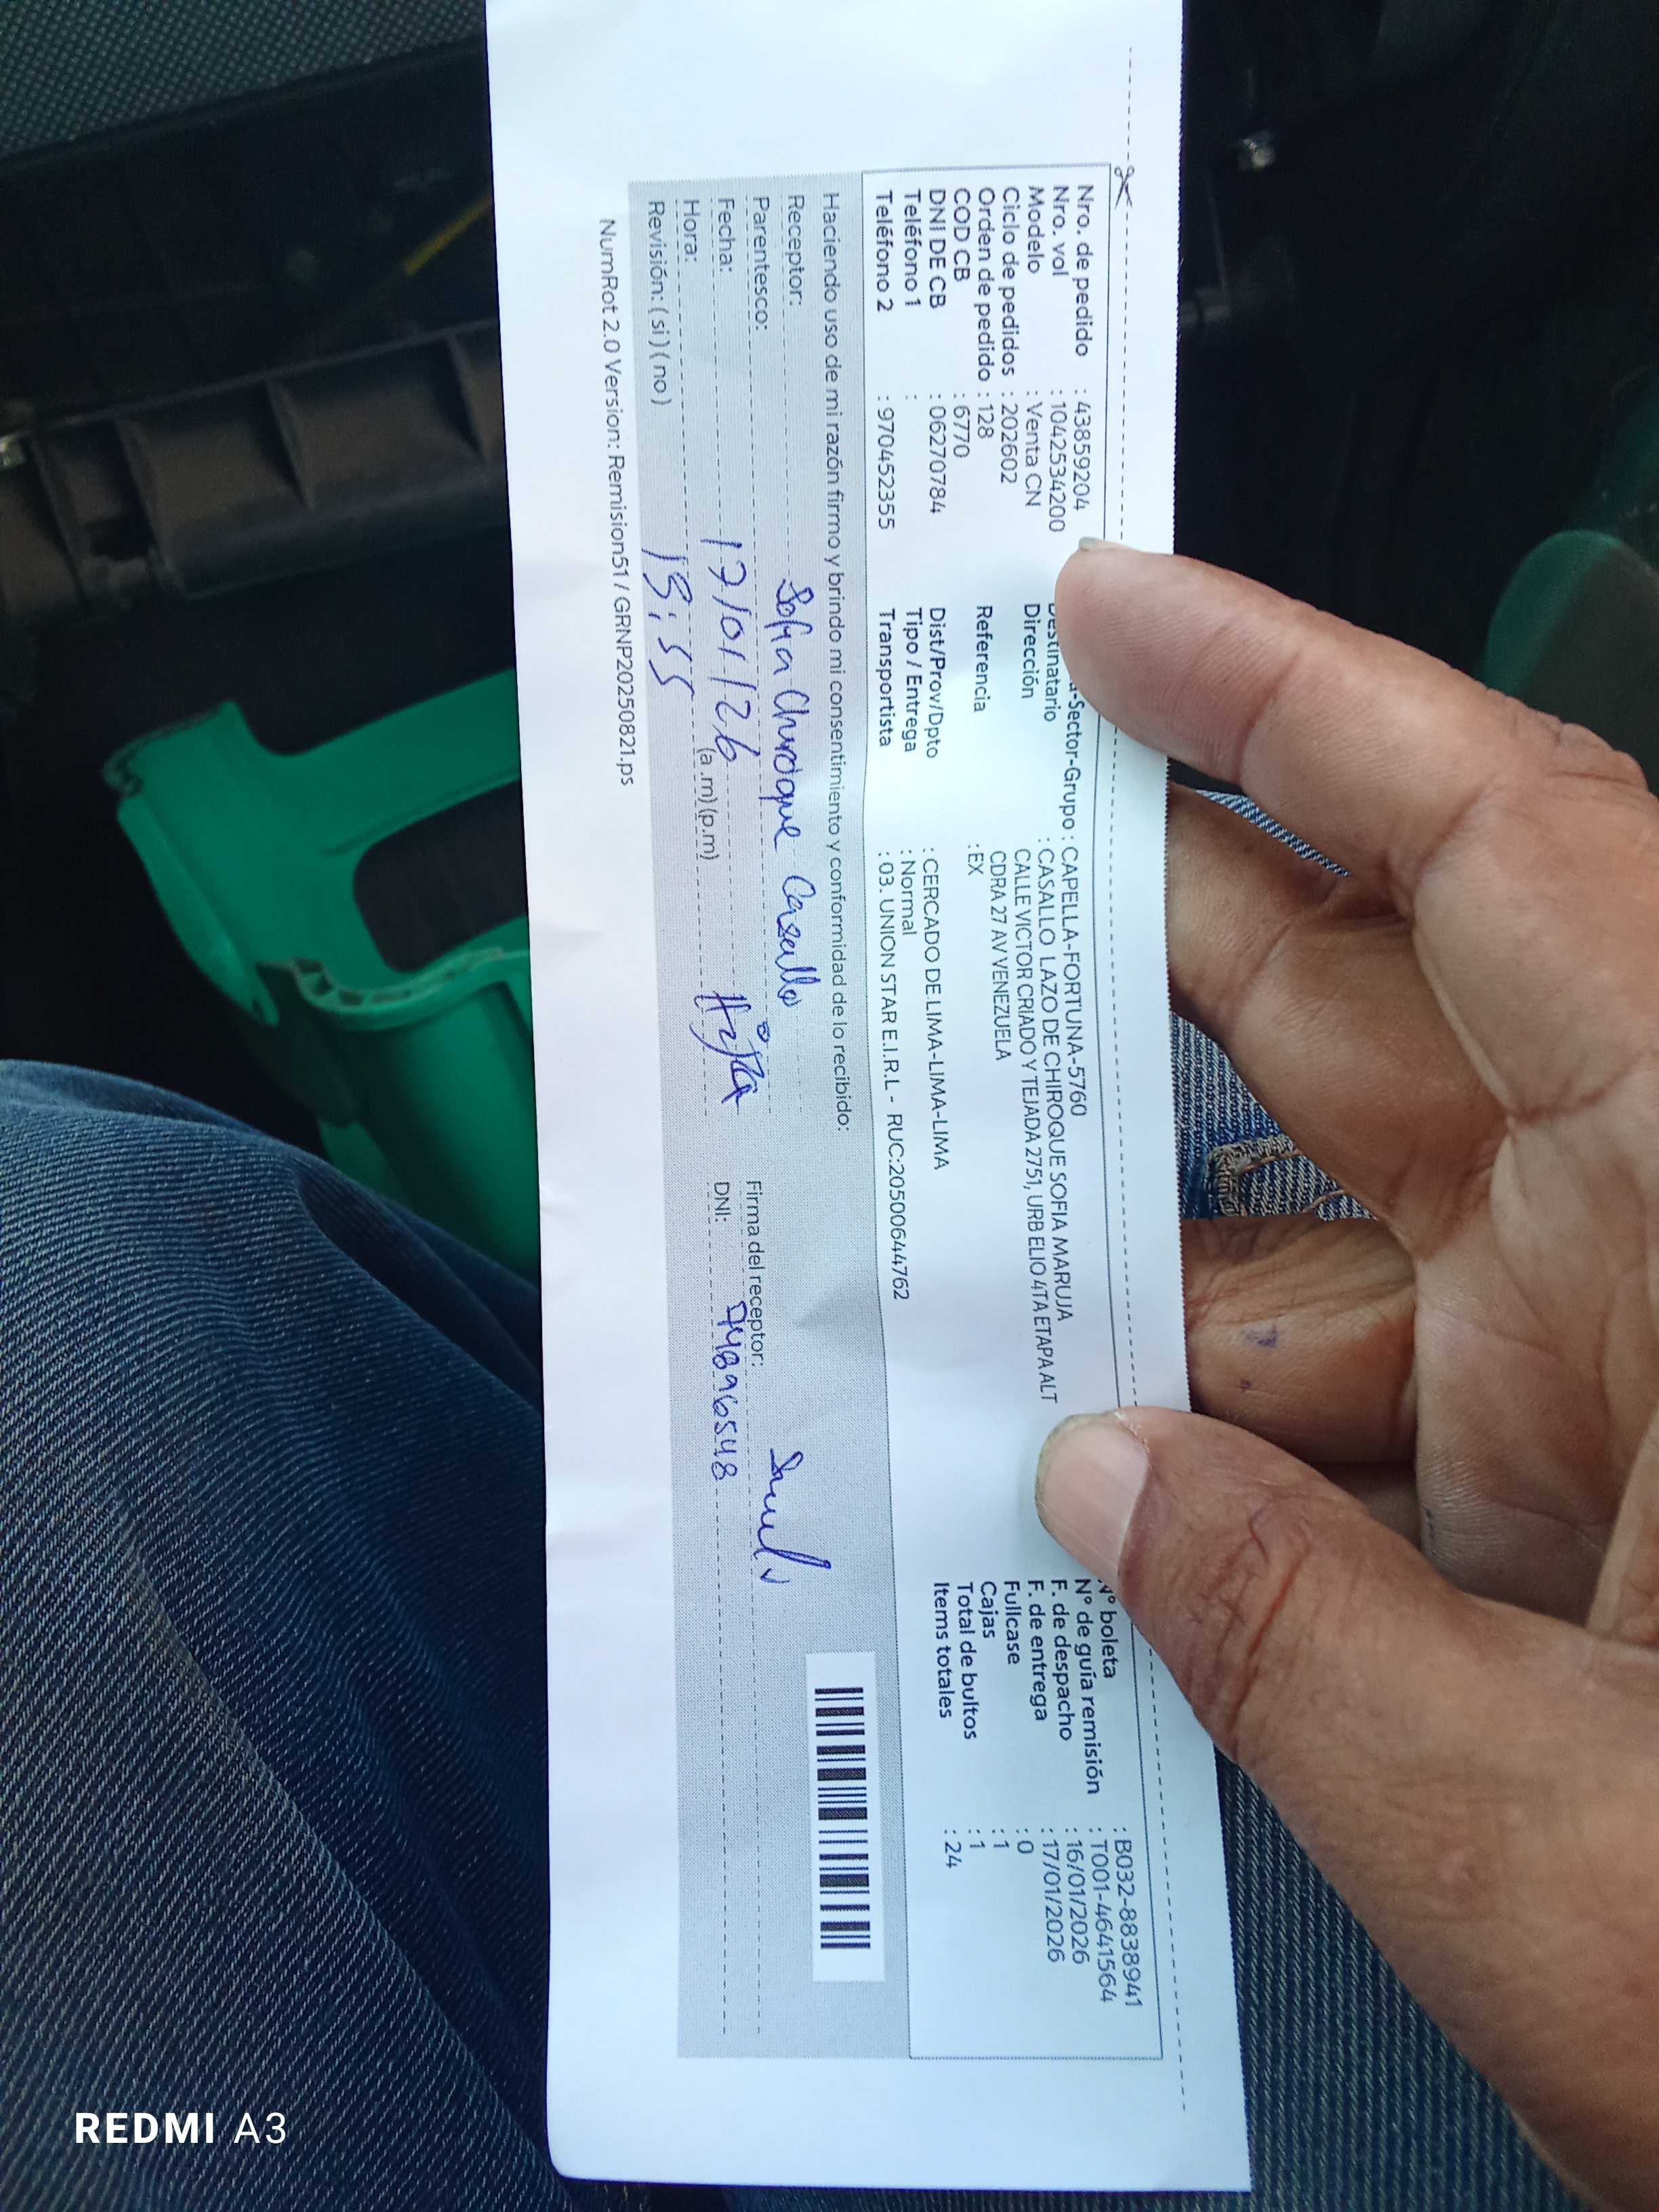 Nro. de pedido : 43859204
Nro. vol : 1042534200
Modelo : Venta CN
Ciclo de pedidos : 202602
Orden de pedido : 128
COD CB : 6770
DNI DE CB : 06270784
Teléfono 1 :
Teléfono 2 : 970452355
-Sector-Grupo : CAPELLA-FORTUNA-5760
Destinatario : CASALLO LAZO DE CHIROQUE SOFIA MARUJA
Dirección : CALLE VICTOR CRIADO Y TEJADA 2751, URB ELIO 4TA ETAPA ALT
CDRA 27 AV VENEZUELA
Referencia : EX
Dist/Prov/Dpto : CERCADO DE LIMA-LIMA-LIMA
Tipo / Entrega : Normal
Transportista : 03. UNION STAR E.I.R.L - RUC:20500644762
N° boleta : B032-8838941
N° de guía remisión : T001-4641564
F. de despacho : 16/01/2026
F. de entrega : 17/01/2026
Fullcase : 0
Cajas : 1
Total de bultos : 1
Items totales : 24
Haciendo uso de mi razón firmo y brindo mi consentimiento y conformidad de lo recibido:
Receptor: Sofia Chiroque Casallo
Parentesco: Hija
Fecha: 17/01/26
Hora: (a .m) (p.m)
Revisión: ( si ) ( no )
Firma del receptor:
DNI: 74896548
NumRot 2.0 Version: Remision51 / GRNP20250821.ps
REDMI A3